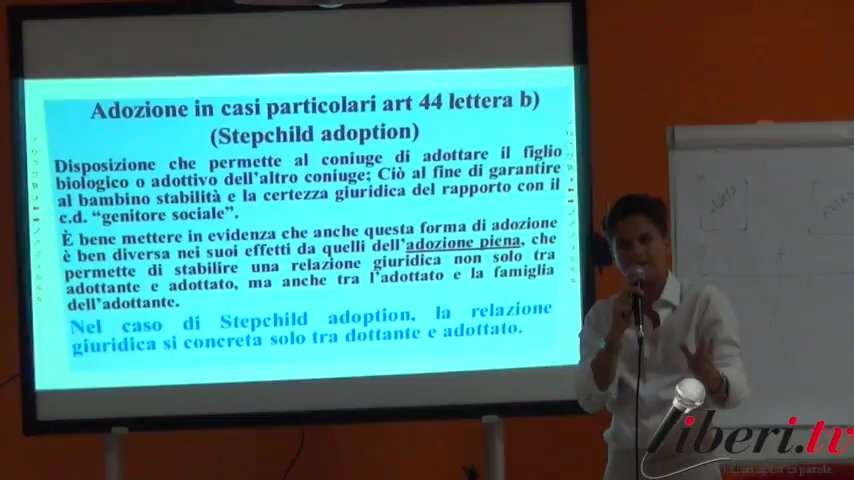 Adozione in casi particolari art 44 lettera b)
(Stepchild adoption)
Disposizione che permette al coniuge di adottare il figlio
biologico o adottivo dell'altro coniuge; Ciò al fine di garantire
al bambino stabilità e la certezza giuridica del rapporto con il
c.d. "genitore sociale".
È bene mettere in evidenza che anche questa forma di adozione
è ben diversa nei suoi effetti da quelli dell'adozione piena, che
permette di stabilire una relazione giuridica non solo tra
adottante e adottato, ma anche tra l'adottato e la famiglia
dell'adottante.
Nel caso di Stepchild adoption, la relazione
giuridica si concreta solo tra dottante e adottato.
liberi.tv